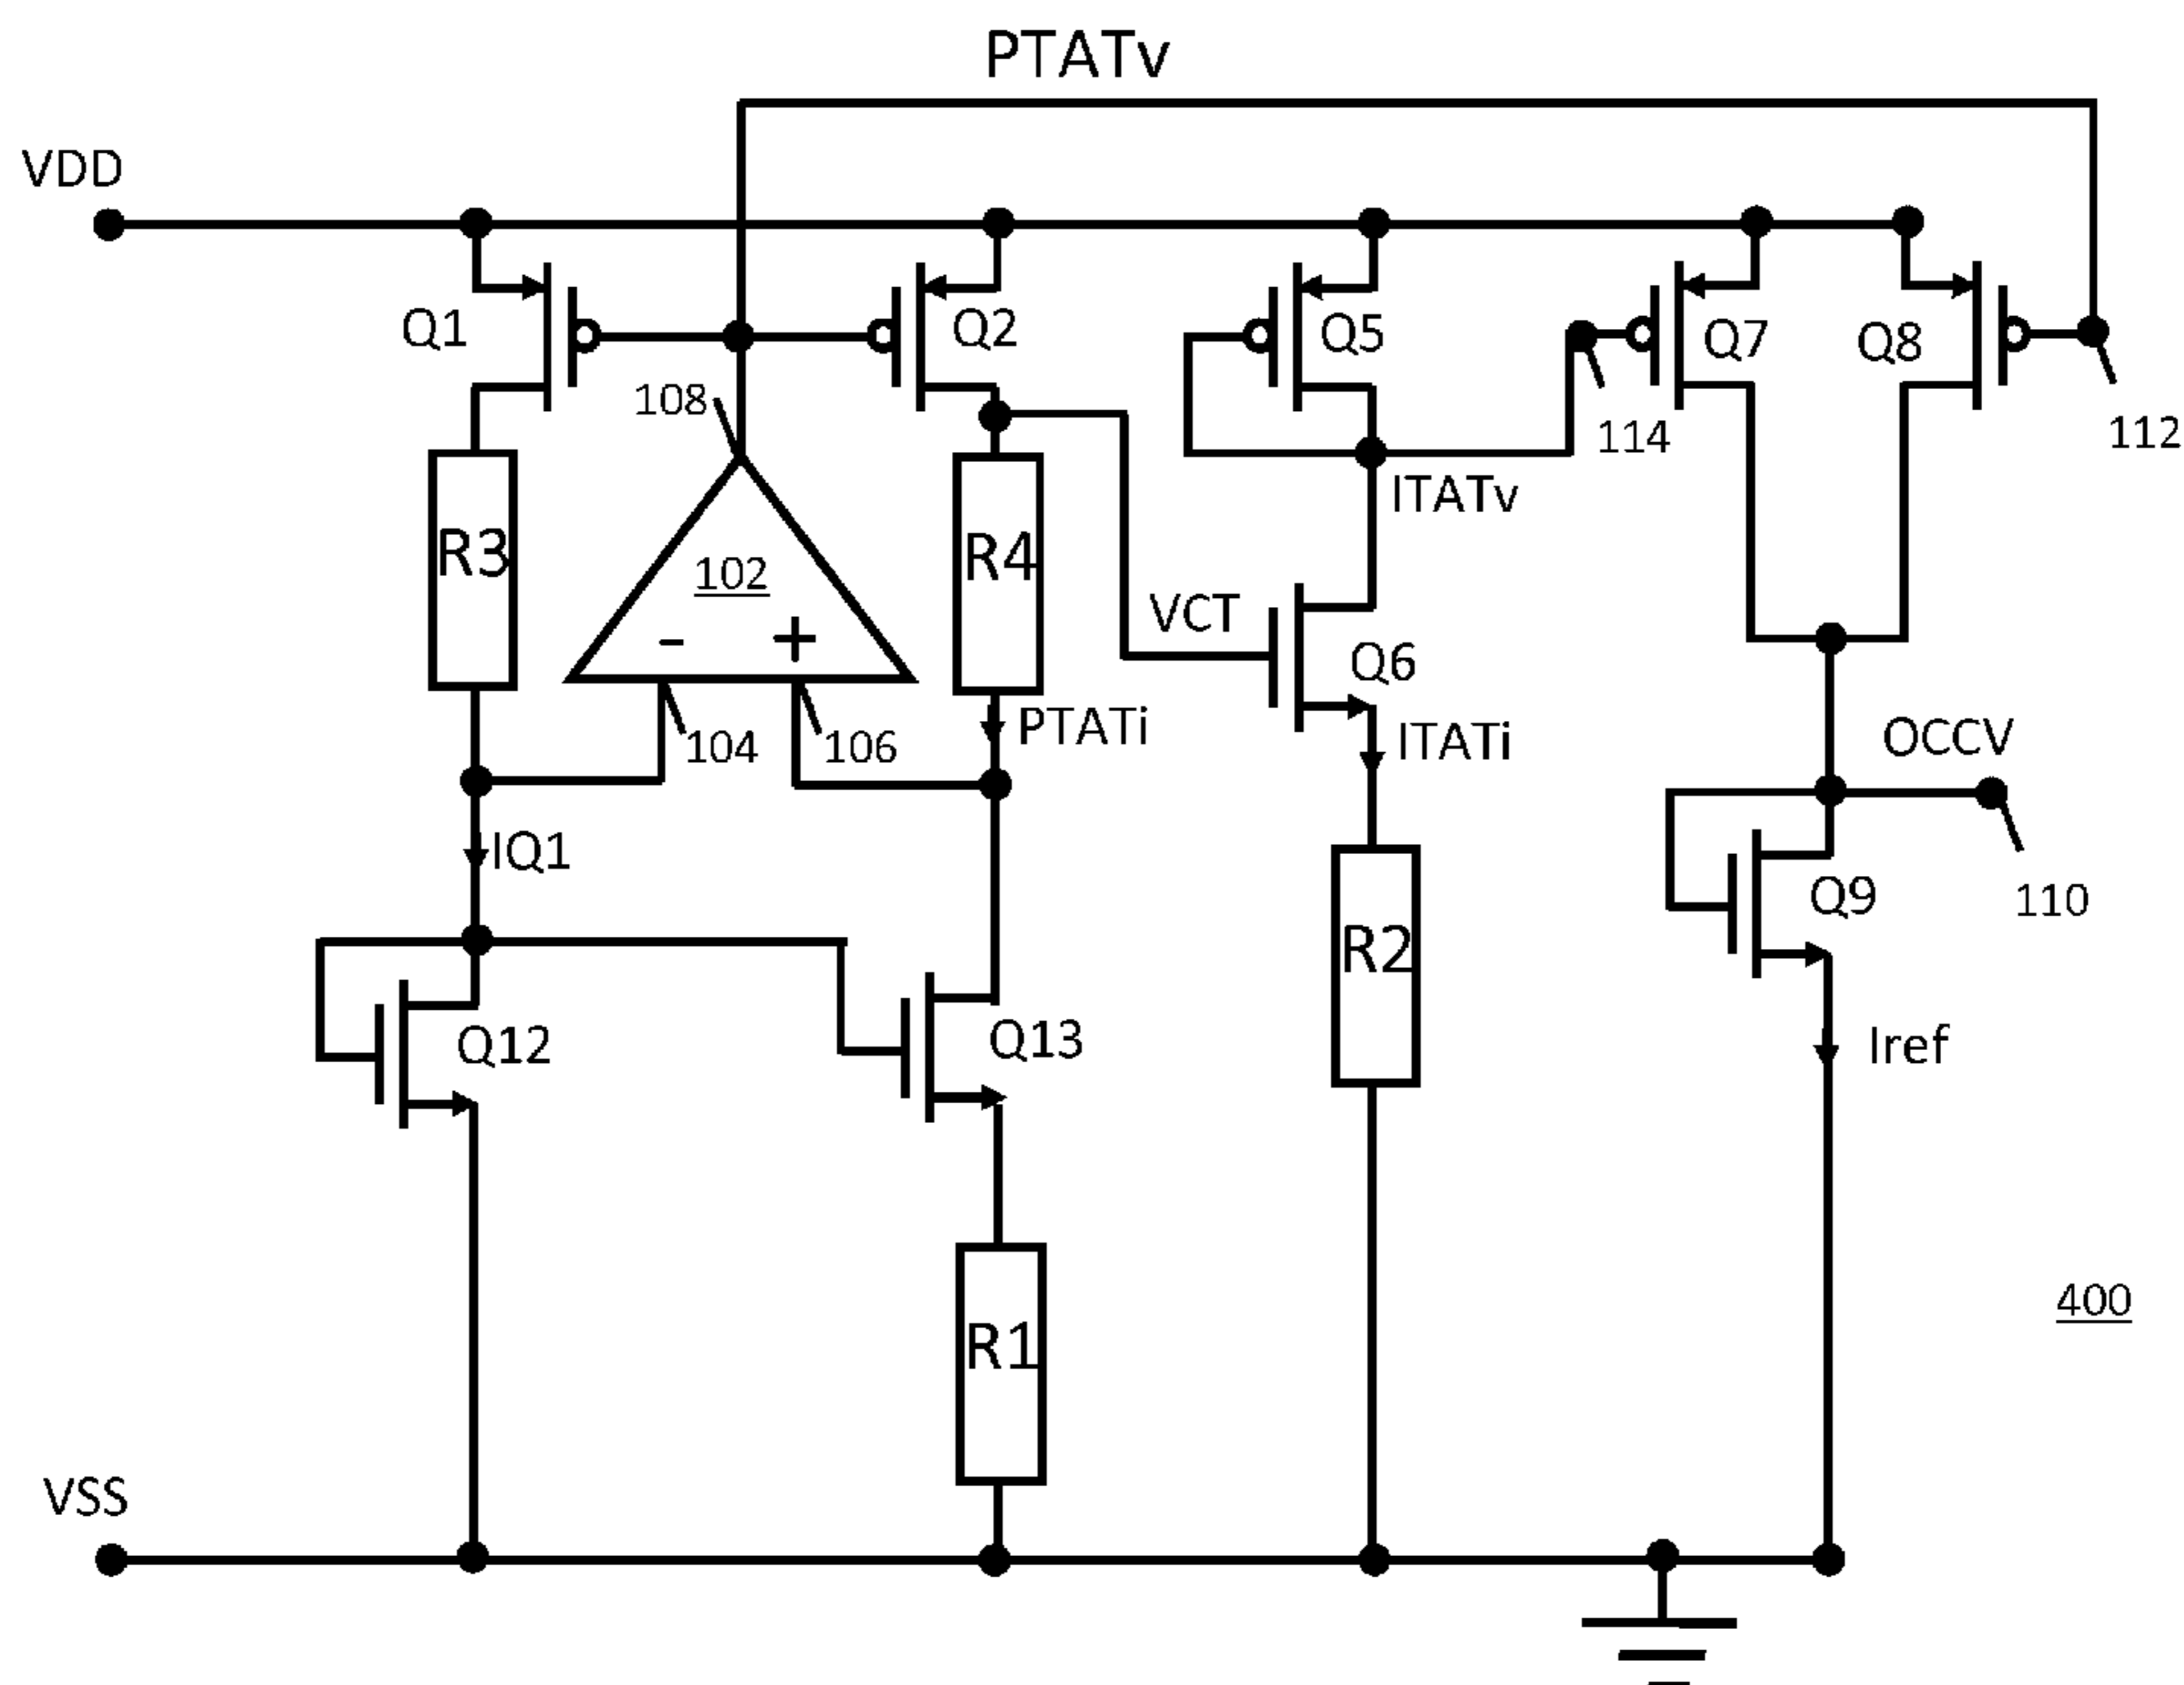 PTATv
VDD
Q1
Q2
Q5
Q7
Q8
108
114
112
ITATv
R3
102
R4
- +
VCT
Q6
PTATi
104
106
ITATi
OCCV
IQ1
Q9
110
R2
Q12
Q13
Iref
400
R1
VSS